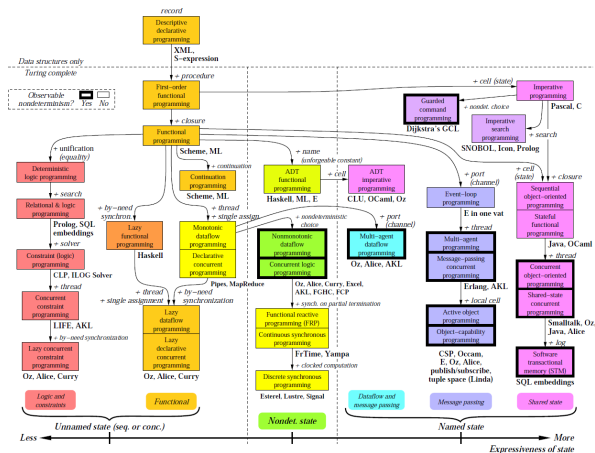 record
Descriptive
declarative
programming
XML,
S−expression
Data structures only
Turing complete
+ procedure
Observable
nondeterminism?
Yes
No
First−order
functional
programming
+ cell (state)
Imperative
programming
Pascal, C
+ nondet. choice
Guarded
command
programming
Dijkstra's GCL
+ search
Imperative
search
programming
SNOBOL, Icon, Prolog
+ closure
Functional
programming
Scheme, ML
+ unification
(equality)
Deterministic
logic programming
+ search
Relational & logic
programming
Prolog, SQL
embeddings
+ solver
Constraint (logic)
programming
CLP, ILOG Solver
+ thread
Concurrent
constraint
programming
LIFE, AKL
+ by−need synchronization
Lazy concurrent
constraint
programming
Oz, Alice, Curry
+ continuation
Continuation
programming
Scheme, ML
+ by−need
synchron.
Lazy
functional
programming
Haskell
+ thread
+ single assignment
+ thread
+ single assign.
Monotonic
dataflow
programming
Declarative
concurrent
programming
Pipes, MapReduce
+ by−need
synchronization
Lazy
dataflow
programming
Lazy
declarative
concurrent
programming
Oz, Alice, Curry
+ name
(unforgeable constant)
ADT
functional
programming
Haskell, ML, E
+ cell
ADT
imperative
programming
CLU, OCaml, Oz
+ nondeterministic
choice
Nonmonotonic
dataflow
programming
Concurrent logic
programming
Oz, Alice, Curry, Excel,
AKL, FGHC, FCP
+ synch. on partial termination
Functional reactive
programming (FRP)
Continuous synchronous
programming
FrTime, Yampa
+ clocked computation
Discrete synchronous
programming
Esterel, Lustre, Signal
+ port
(channel)
Multi−agent
dataflow
programming
Oz, Alice, AKL
+ port
(channel)
Event−loop
programming
E in one vat
+ thread
Multi−agent
programming
Message−passing
concurrent
programming
Erlang, AKL
+ local cell
Active object
programming
Object−capability
programming
CSP, Occam,
E, Oz, Alice,
publish/subscribe,
tuple space (Linda)
+ cell
(state)
+ closure
Sequential
object−oriented
programming
Stateful
functional
programming
Java, OCaml
+ thread
Concurrent
object−oriented
programming
Shared−state
concurrent
programming
Smalltalk, Oz,
Java, Alice
+ log
Software
transactional
memory (STM)
SQL embeddings
Logic and
constraints
Functional
Nondet. state
Dataflow and
message passing
Message passing
Shared state
Unnamed state (seq. or conc.)
Named state
Less
More
Expressiveness of state